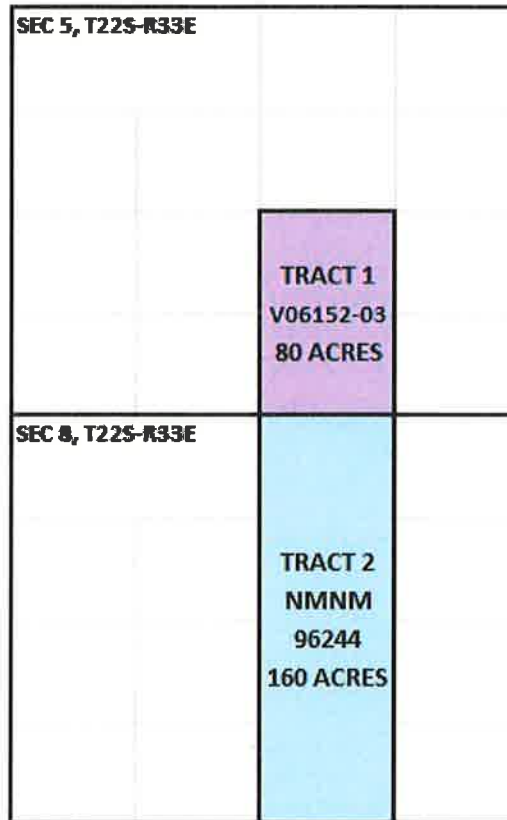 SEC 5, T22S-R33E
TRACT 1
V06152-03
80 ACRES
SEC 8, T22S-R33E
TRACT 2
NMNM
96244
160 ACRES